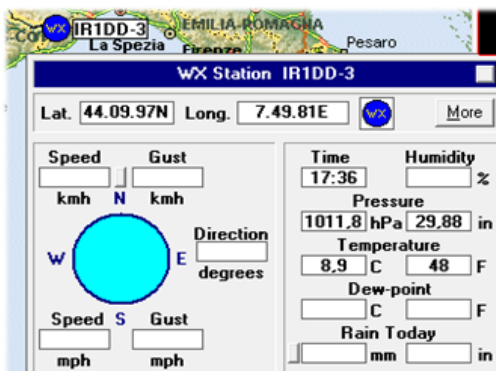 WX IR1DD-3 EMILIA-ROMAGNA
La Spezia Firenze Pesaro
WX Station IR1DD-3
Lat. 44.09.97N Long. 7.49.81E WX More
Speed Gust
kmh N kmh
W E
Direction
degrees
Speed S Gust
mph mph
Time Humidity
17:36 %
Pressure
1011,8 hPa 29,88 in
Temperature
8,9 C 48 F
Dew-point
C F
Rain Today
mm in